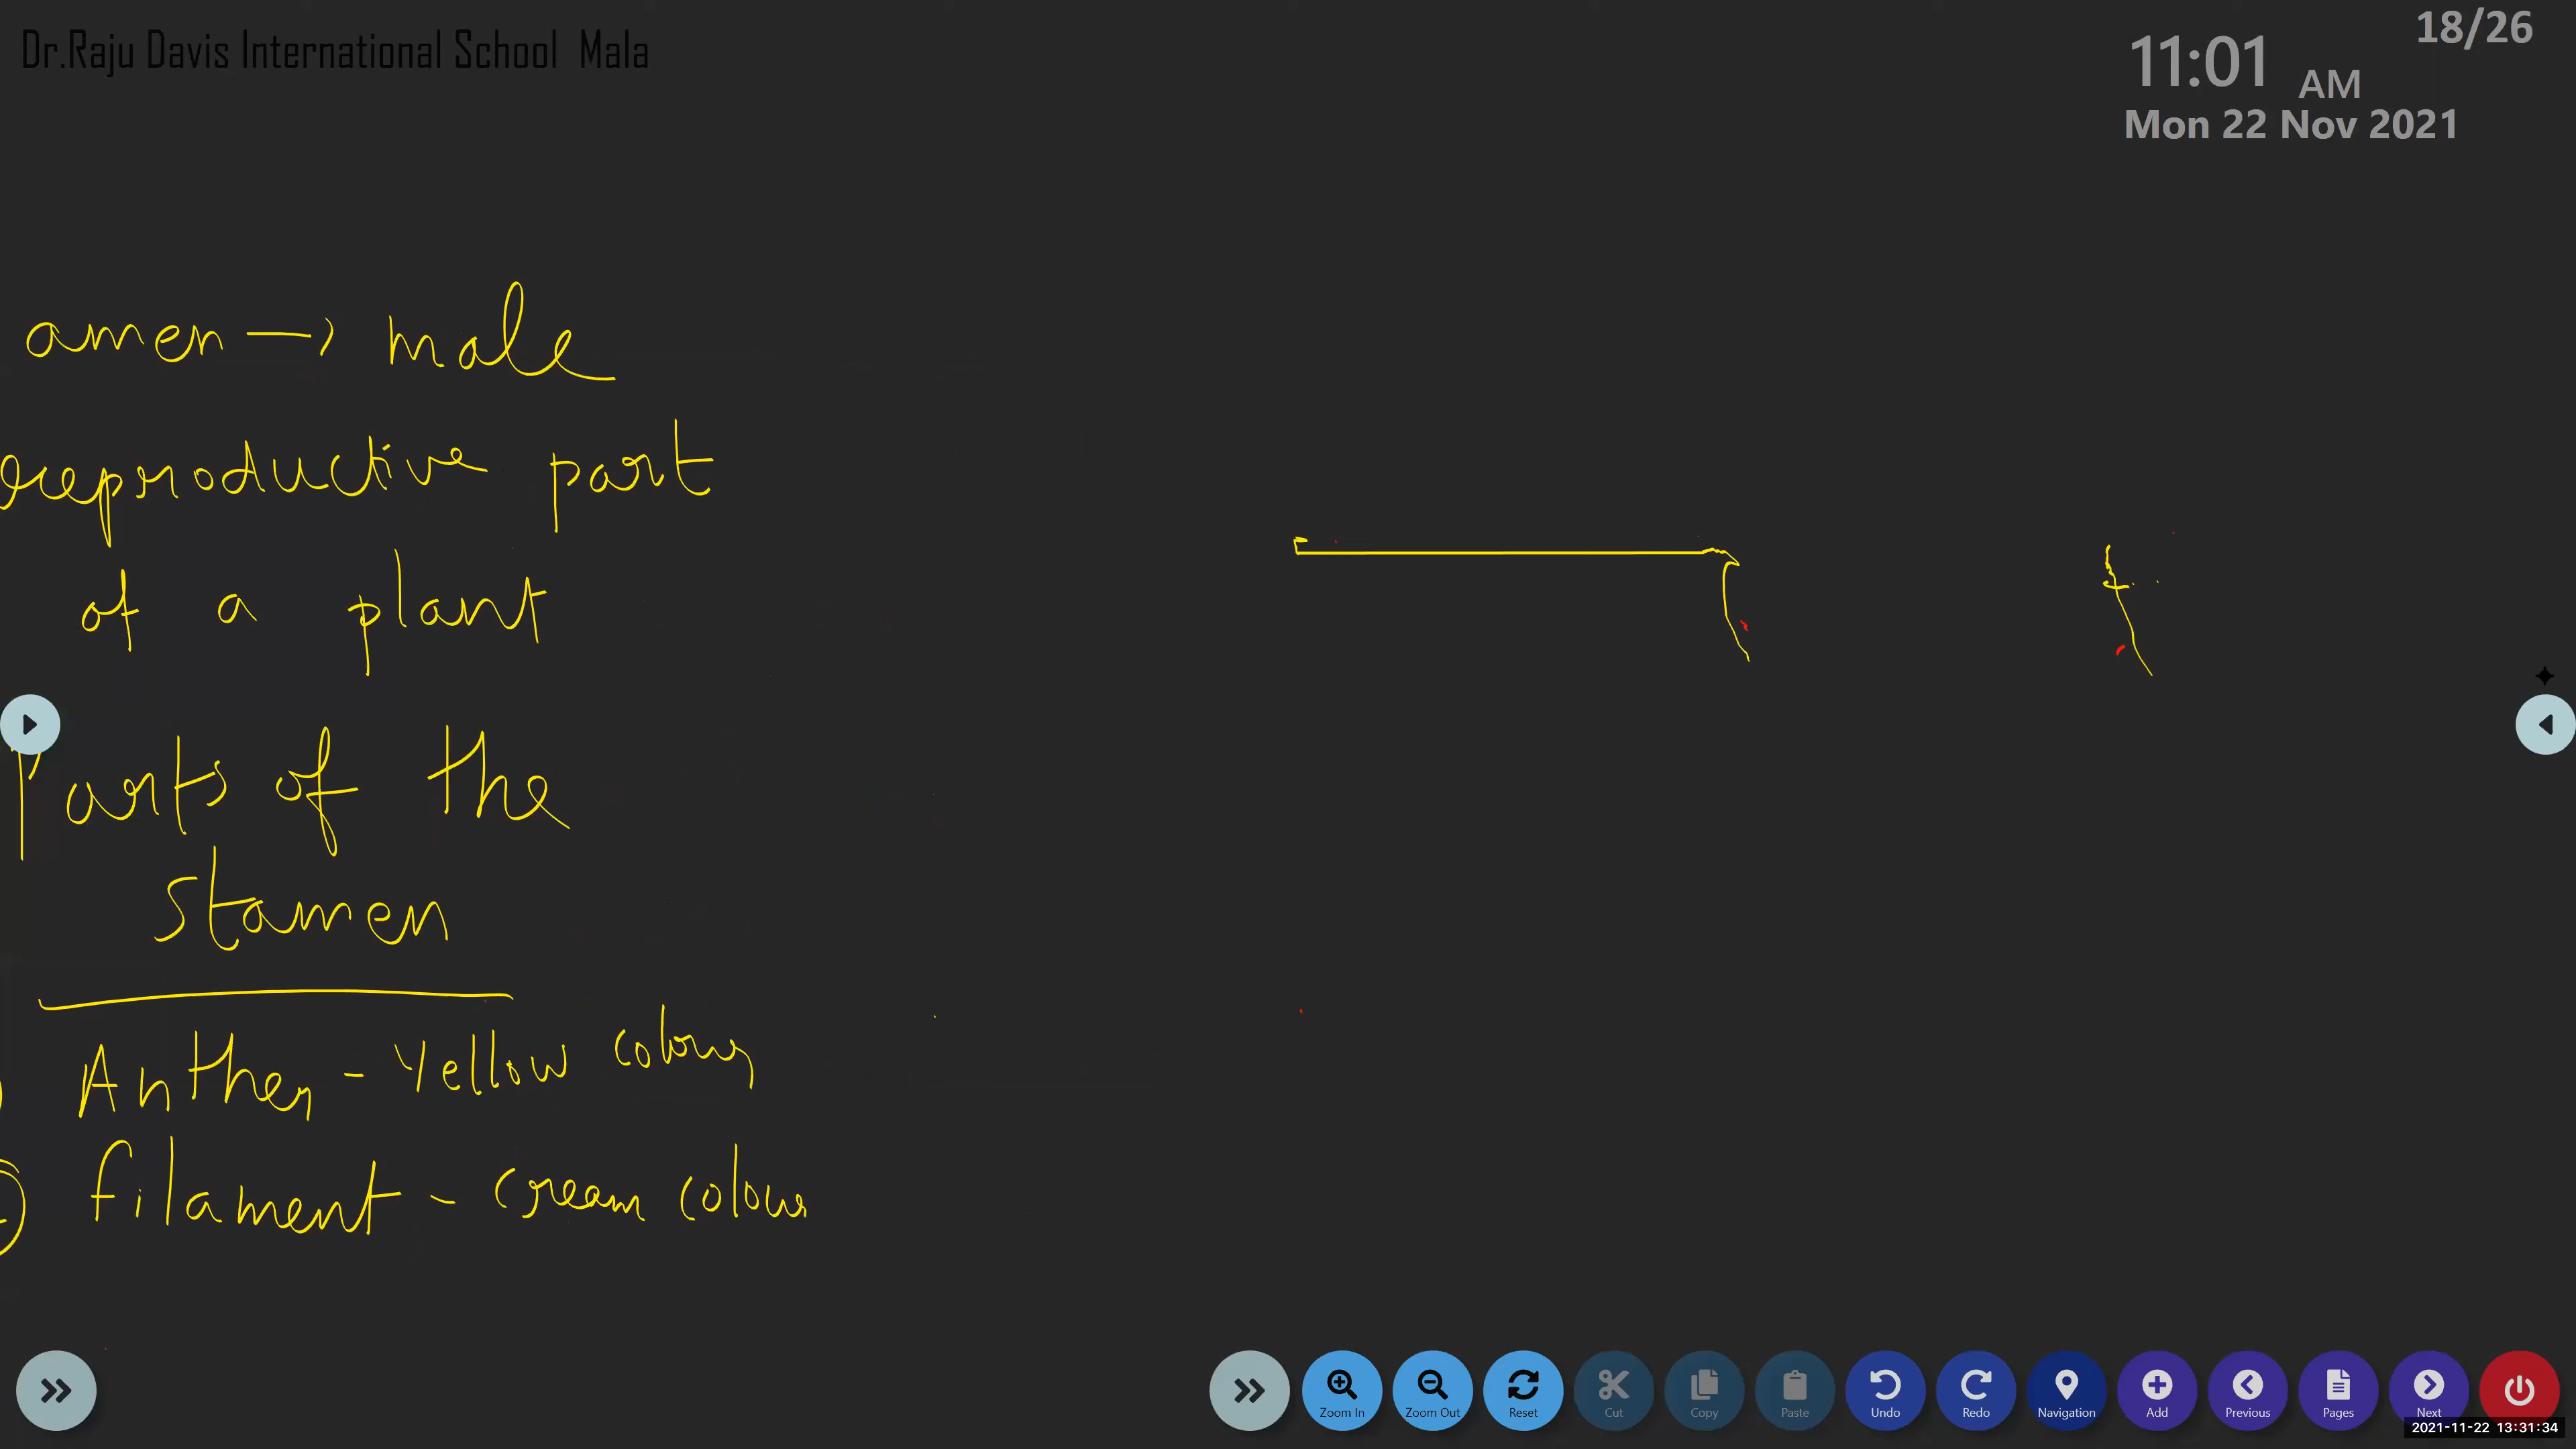 Dr.Raju Davis International School Mala
18/26
11:01 AM
Mon 22 Nov 2021
amen → male
reproductive part
of a plant
Parts of the
Stamen
Anther - Yellow colour
filament - cream colour
Zoom In
Zoom Out
Reset
Cut
Copy
Paste
Undo
Redo
Navigation
Add
Previous
Pages
Next
2021-11-22 13:31:34